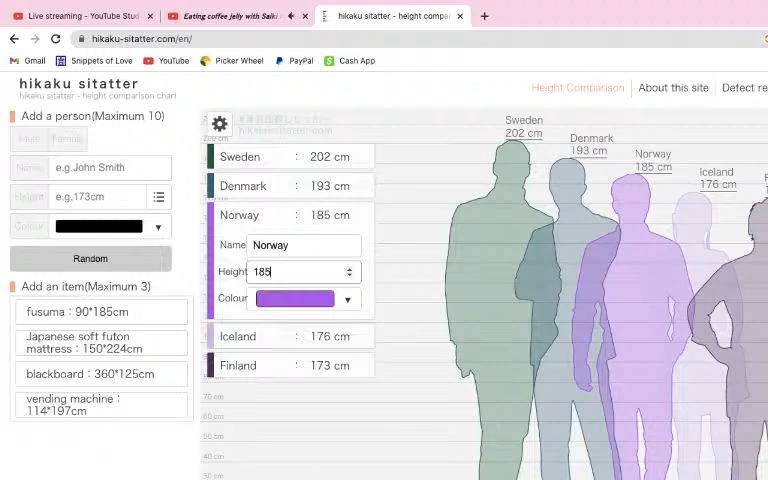 Live streaming - YouTube Stud
Eating coffee jelly with Saiki
hikaku sitatter - height compa
hikaku-sitatter.com/en/
Gmail
Snippets of Love
YouTube
Picker Wheel
PayPal
Cash App
hikaku sitatter
hikaku sitatter - height comparison chart
Height Comparison
About this site
Defect re
Add a person(Maximum 10)
Male
Female
Name
e.g.John Smith
Height
e.g.173cm
Colour
Random
Add an item(Maximum 3)
fusuma：90*185cm
Japanese soft futon
mattress：150*224cm
blackboard：360*125cm
vending machine：
114*197cm
hikakusitatter.com
Sweden : 202 cm
Denmark : 193 cm
Norway : 185 cm
Name Norway
Height 185
Colour
Iceland : 176 cm
Finland : 173 cm
Sweden
202 cm
Denmark
193 cm
Norway
185 cm
Iceland
176 cm
F
70 cm
60 cm
50 cm
40 cm
30 cm